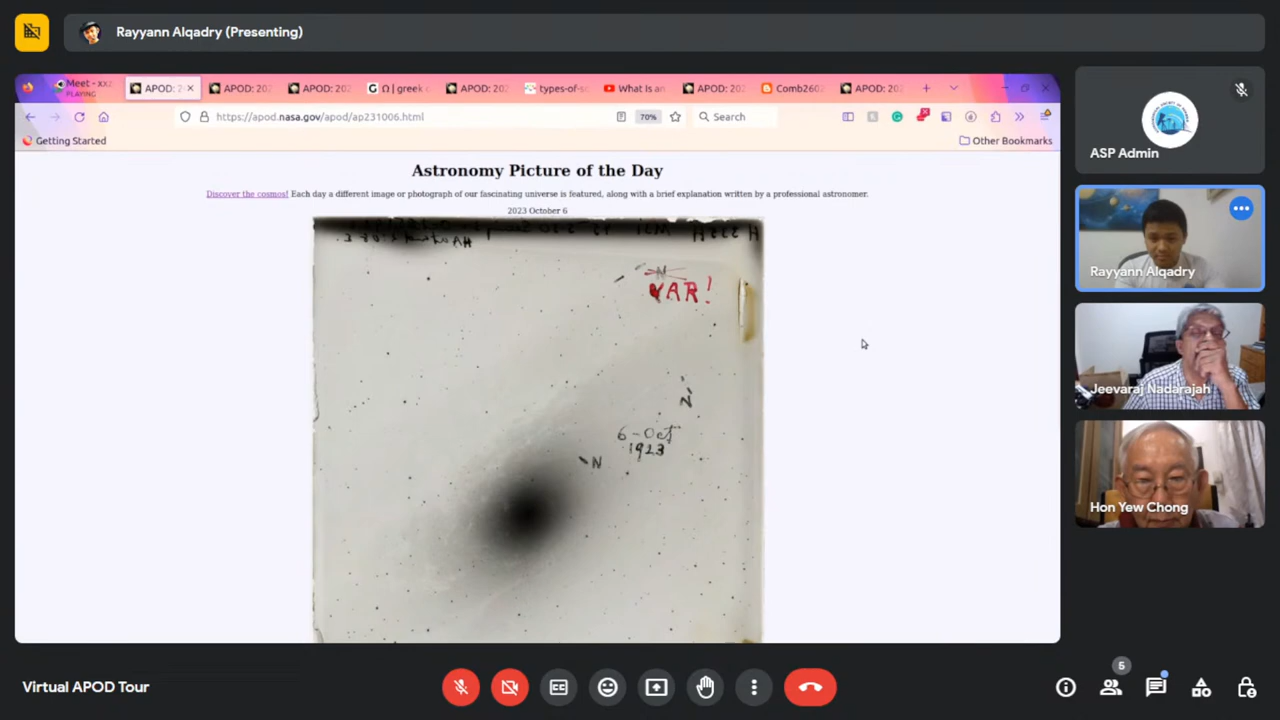 Rayyann Alqadry (Presenting)
Meet - xxz
PLAYING
APOD: 2
APOD: 202
APOD: 202
Ω | greek
APOD: 202
types-of-s
What Is an
APOD: 202
Comb2602
APOD: 20
https://apod.nasa.gov/apod/ap231006.html
70%
Search
Getting Started
Other Bookmarks
Astronomy Picture of the Day
Discover the cosmos! Each day a different image or photograph of our fascinating universe is featured, along with a brief explanation written by a professional astronomer.
2023 October 6
N
VAR!
N
6-Oct
1923
N
ASP Admin
Rayyann Alqadry
Jeevaraj Nadarajah
Hon Yew Chong
Virtual APOD Tour
5